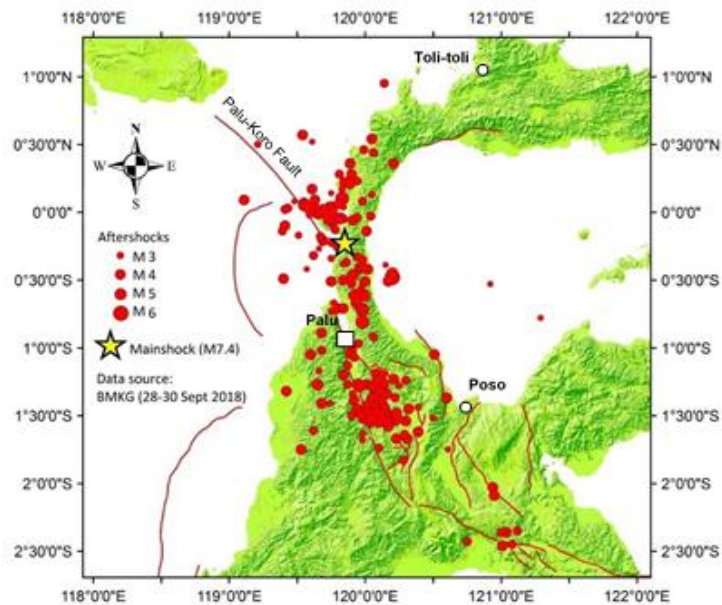 118°0'0"E 119°0'0"E 120°0'0"E 121°0'0"E 122°0'0"E
Toli-toli
1°0'0"N 1°0'0"N
Palu-Koro Fault
0°30'0"N 0°30'0"N
N
W E
S
0°0'0" 0°0'0"
Aftershocks
M 3
M 4
M 5
M 6
0°30'0"S 0°30'0"S
Palu
Mainshock (M7.4)
1°0'0"S 1°0'0"S
Data source:
BMKG (28-30 Sept 2018)
Poso
1°30'0"S 1°30'0"S
2°0'0"S 2°0'0"S
2°30'0"S 2°30'0"S
118°0'0"E 119°0'0"E 120°0'0"E 121°0'0"E 122°0'0"E